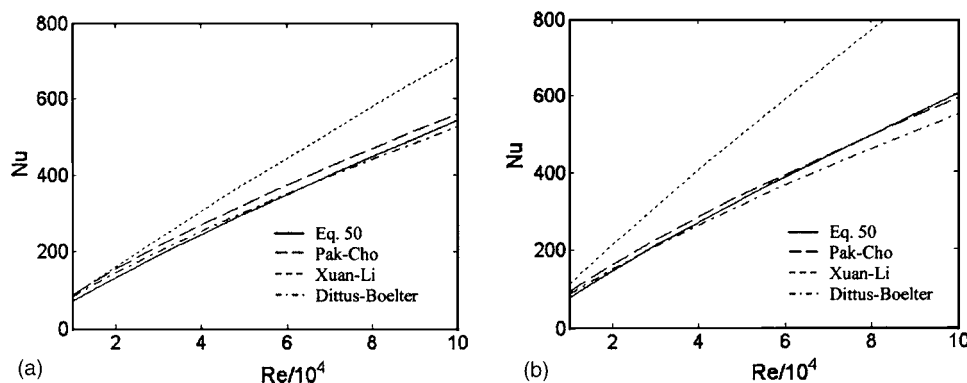 800
600
400
200
0
Nu
Eq. 50
Pak-Cho
Xuan-Li
Dittus-Boelter
2 4 6 8 10
Re/10⁴
(a)
800
600
400
200
0
Nu
Eq. 50
Pak-Cho
Xuan-Li
Dittus-Boelter
2 4 6 8 10
Re/10⁴
(b)